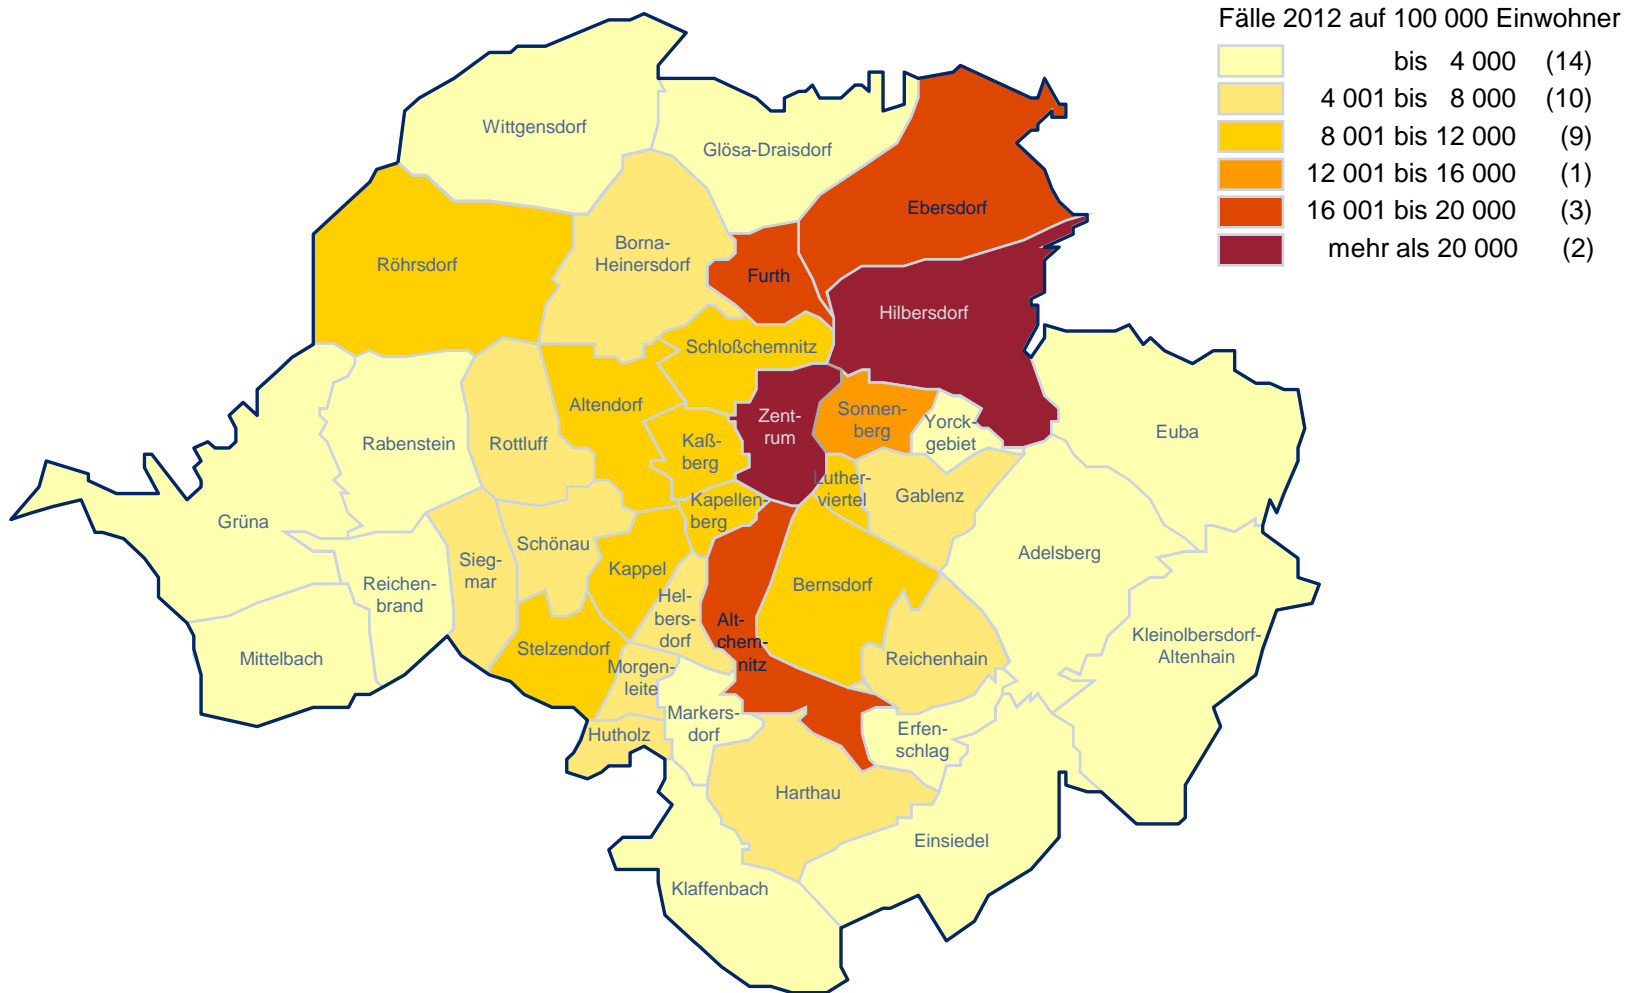 Fälle 2012 auf 100 000 Einwohner
bis 4 000 (14)
4 001 bis 8 000 (10)
8 001 bis 12 000 (9)
12 001 bis 16 000 (1)
16 001 bis 20 000 (3)
mehr als 20 000 (2)
Wittgensdorf
Glösa-Draisdorf
Ebersdorf
Borna-
Heinersdorf
Röhrsdorf
Furth
Hilbersdorf
Schloßchemnitz
Altendorf
Zent-
rum
Sonnen-
berg
Yorck-
gebiet
Euba
Rabenstein
Rottluff
Kaß-
berg
Luther-
viertel
Gablenz
Kapellen-
berg
Grüna
Schönau
Adelsberg
Sieg-
mar
Kappel
Bernsdorf
Reichen-
brand
Hel-
bers-
dorf
Alt-
chem-
nitz
Kleinolbersdorf-
Altenhain
Mittelbach
Stelzendorf
Reichenhain
Morgen-
leite
Markers-
dorf
Erfen-
schlag
Hutholz
Harthau
Einsiedel
Klaffenbach